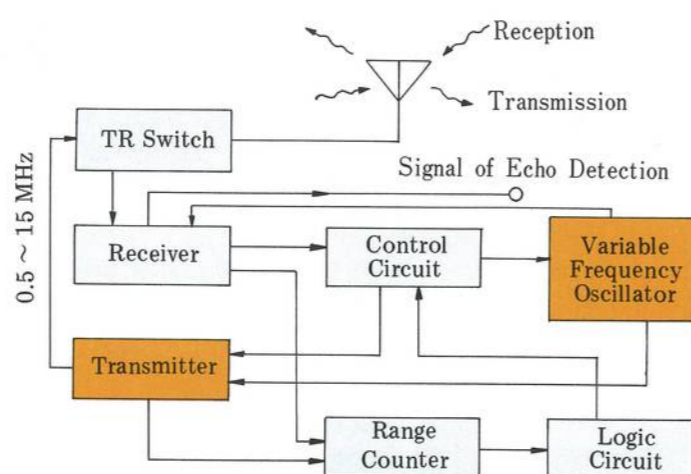 Reception
Transmission
TR Switch
Signal of Echo Detection
0.5 ~ 15 MHz
Receiver
Control
Circuit
Variable
Frequency
Oscillator
Transmitter
Range
Counter
Logic
Circuit